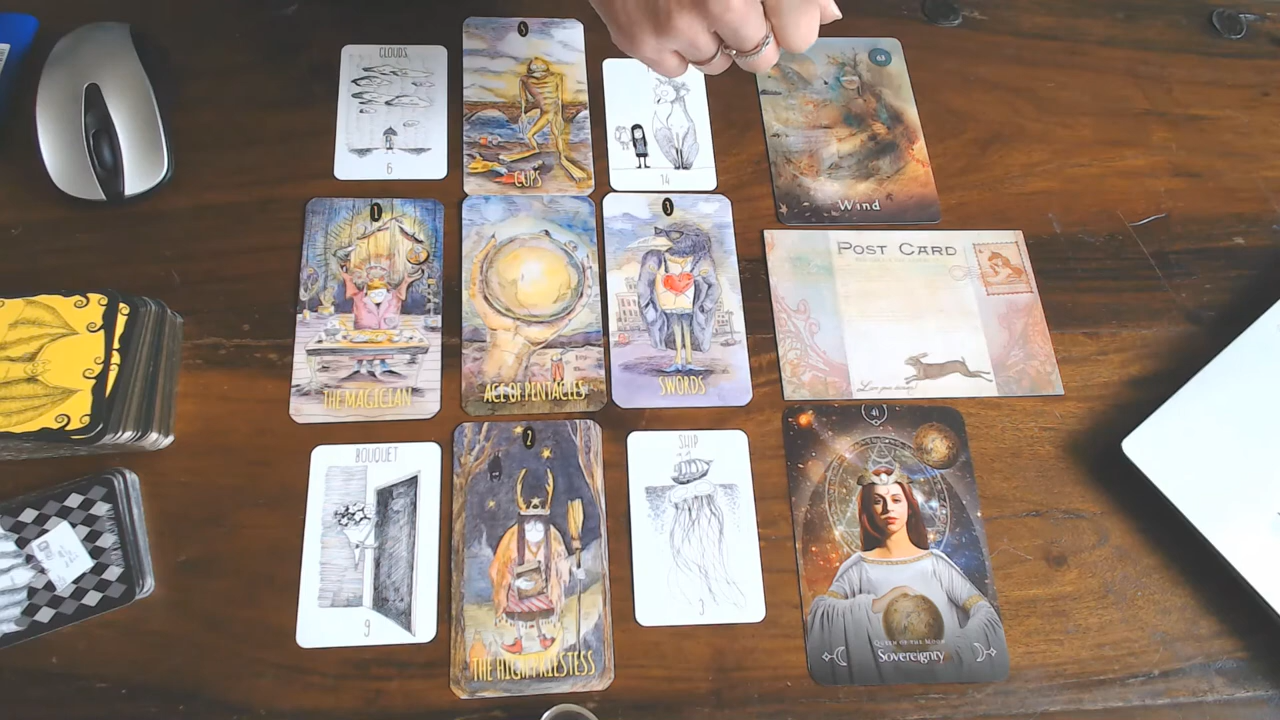 CLOUDS
6
5
CUPS
14
63
Wind
1
THE MAGICIAN
ACE OF PENTACLES
3
SWORDS
POST CARD
BOUQUET
9
2
THE HIGH PRIESTESS
SHIP
3
41
QUEEN OF THE MOON
Sovereignty